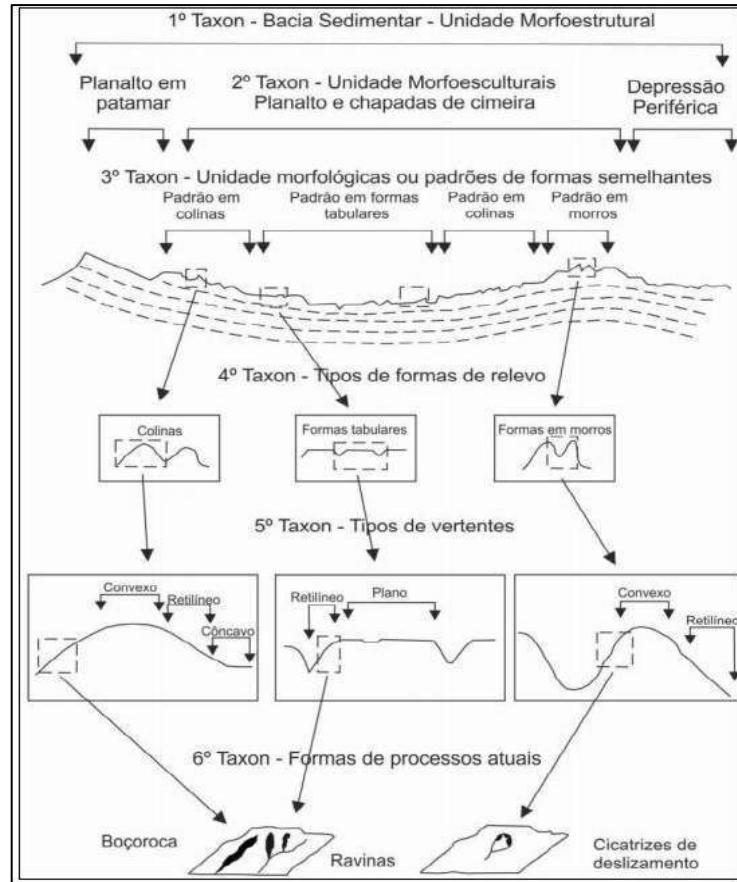 1º Taxon - Bacia Sedimentar - Unidade Morfoestrutural
Planalto em
patamar
2º Taxon - Unidade Morfoesculturais
Planalto e chapadas de cimeira
Depressão
Periférica
3º Taxon - Unidade morfológicas ou padrões de formas semelhantes
Padrão em
colinas
Padrão em formas
tabulares
Padrão em
colinas
Padrão em
morros
4º Taxon - Tipos de formas de relevo
Colinas
Formas tabulares
Formas em morros
5º Taxon - Tipos de vertentes
Convexo
Retilíneo
Côncavo
Retilíneo
Plano
Convexo
Retilíneo
6º Taxon - Formas de processos atuais
Boçoroca
Ravinas
Cicatrizes de
deslizamento